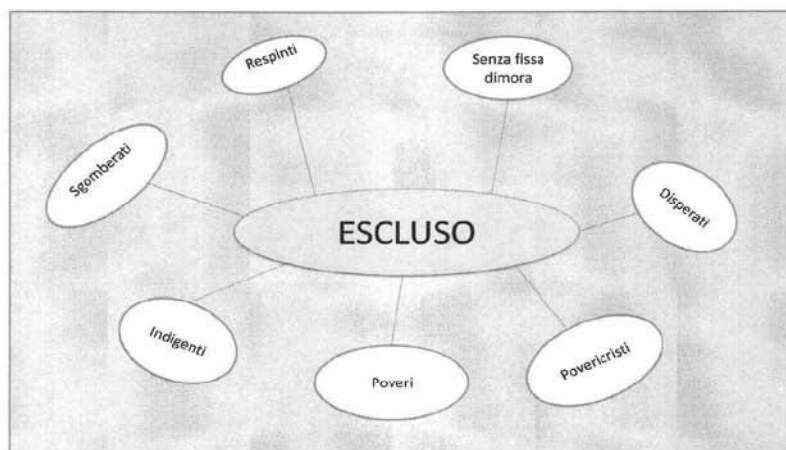 Respinti
Senza fissa
dimora
Sgomberati
Disperati
ESCLUSO
Indigenti
Poveri
Povericristi